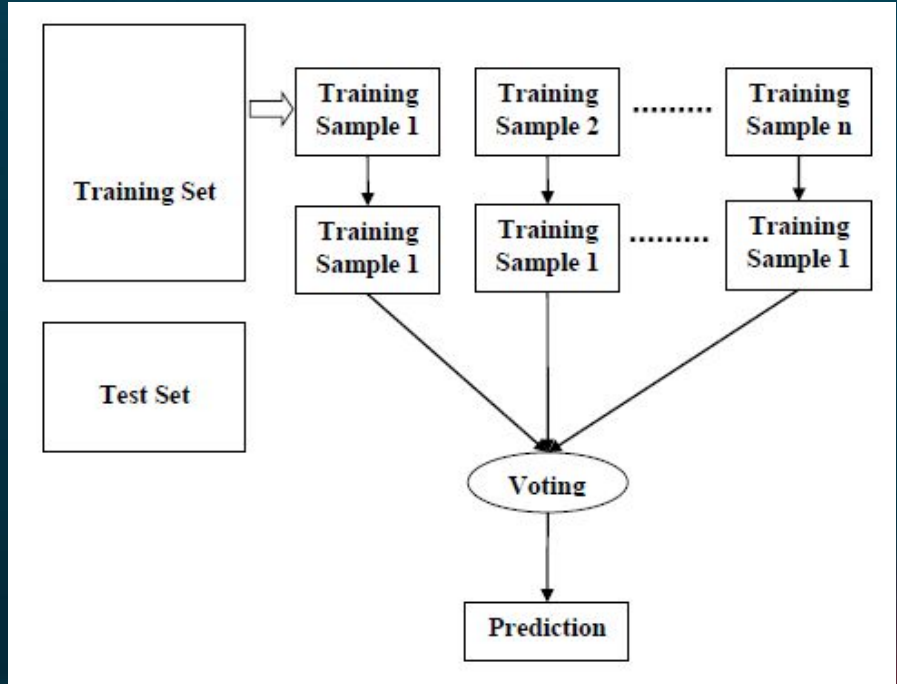 Training Set
Training
Sample 1
Training
Sample 2
.........
Training
Sample n
Training
Sample 1
Training
Sample 1
.........
Training
Sample 1
Test Set
Voting
Prediction